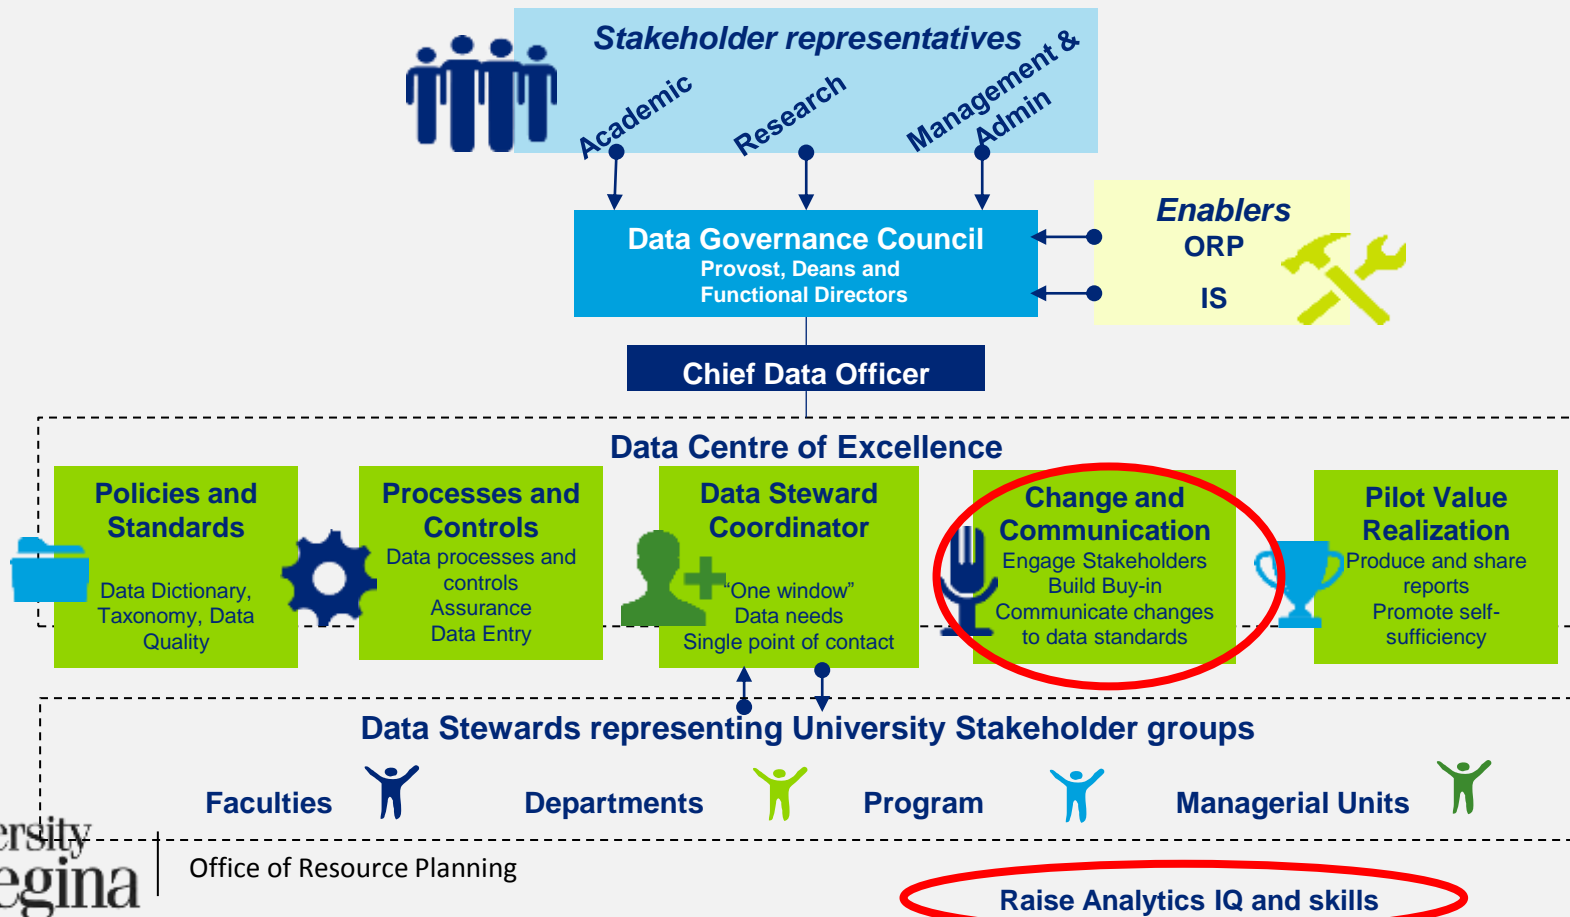 Stakeholder representatives
Academic
Research
Management &
Admin
Enablers
ORP
IS
Data Governance Council
Provost, Deans and
Functional Directors
Chief Data Officer
Data Centre of Excellence
Policies and
Standards
Data Dictionary,
Taxonomy, Data
Quality
Processes and
Controls
Data processes and
controls
Assurance
Data Entry
Data Steward
Coordinator
“One window”
Data needs
Single point of contact
Change and
Communication
Engage Stakeholders
Build Buy-in
Communicate changes
to data standards
Pilot Value
Realization
Produce and share
reports
Promote self-
sufficiency
Data Stewards representing University Stakeholder groups
Faculties
Departments
Program
Managerial Units
ersity
egina
Office of Resource Planning
Raise Analytics IQ and skills